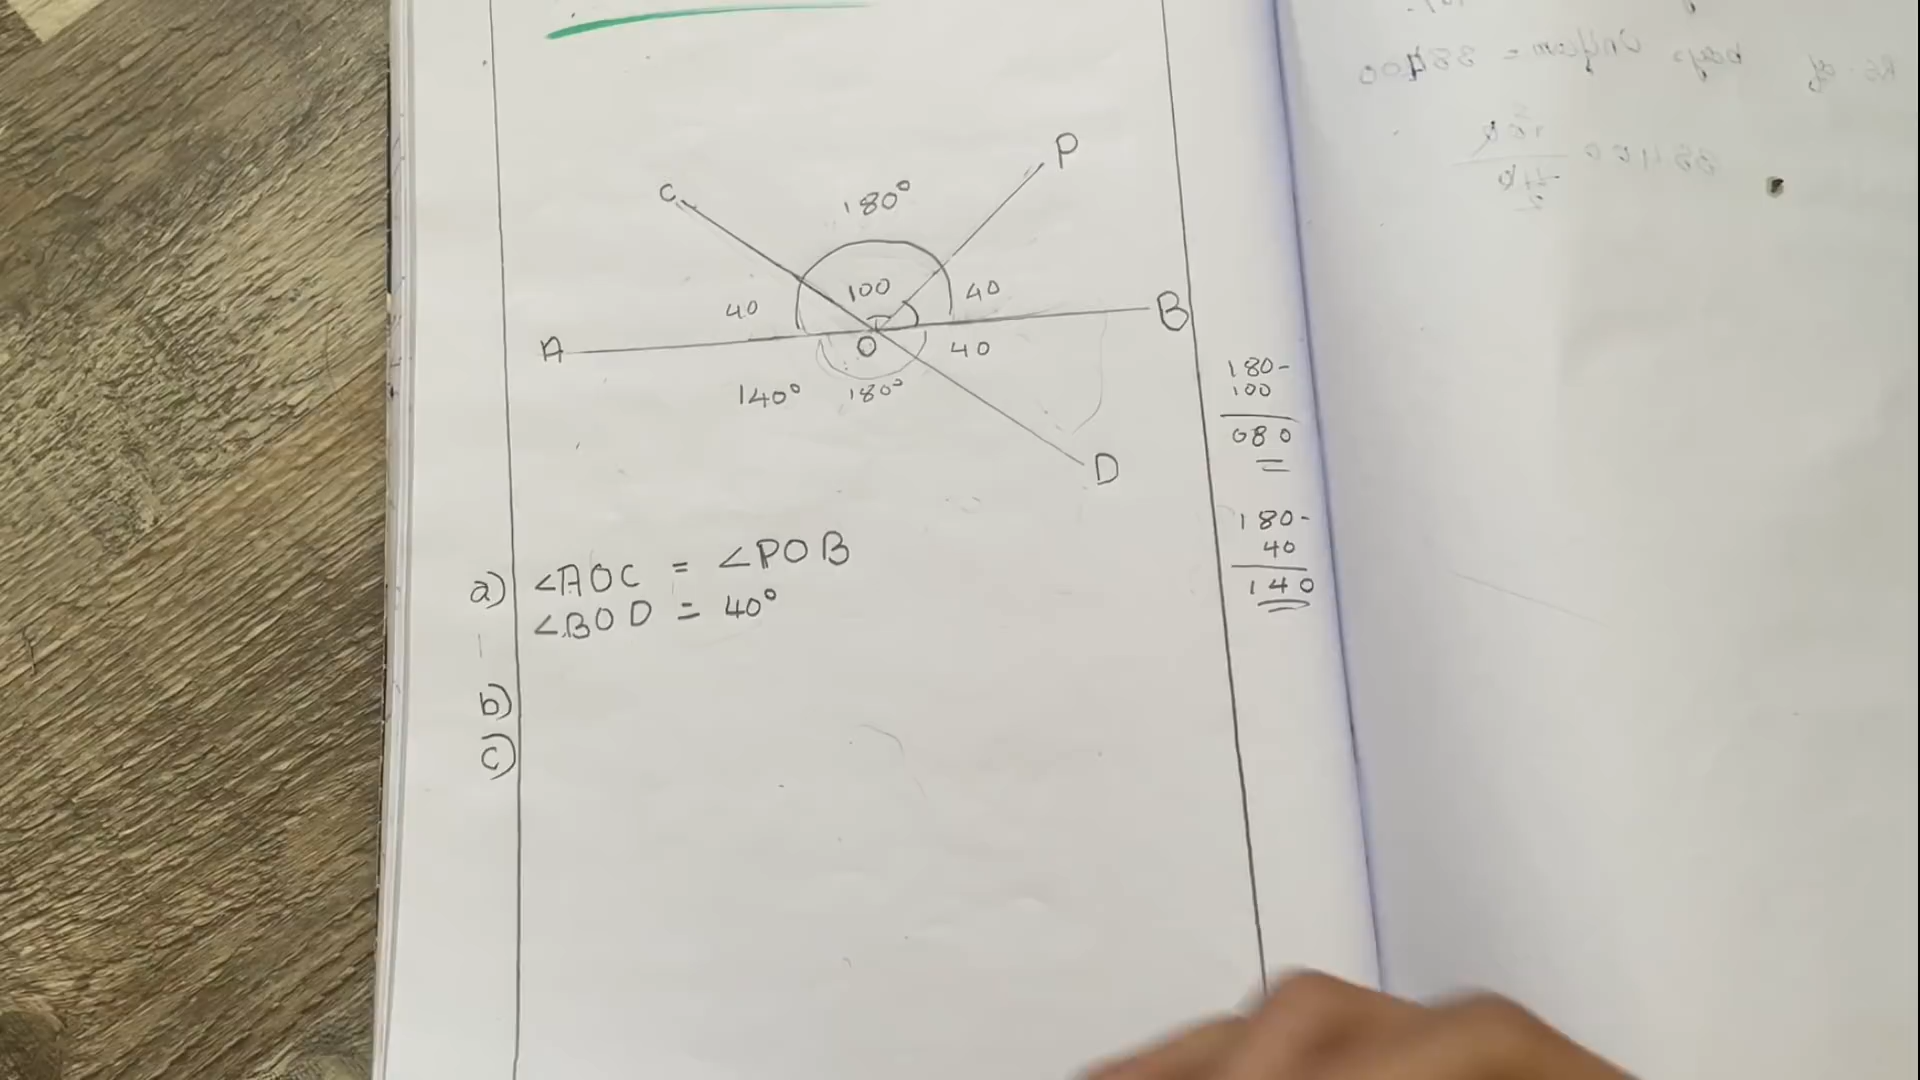 P
C
180°
100
40
40
B
A
O
40
140°
180°
D
180-
100
080
180-
40
140
a) ∠AOC = ∠POB
∠BOD = 40°
b)
c)